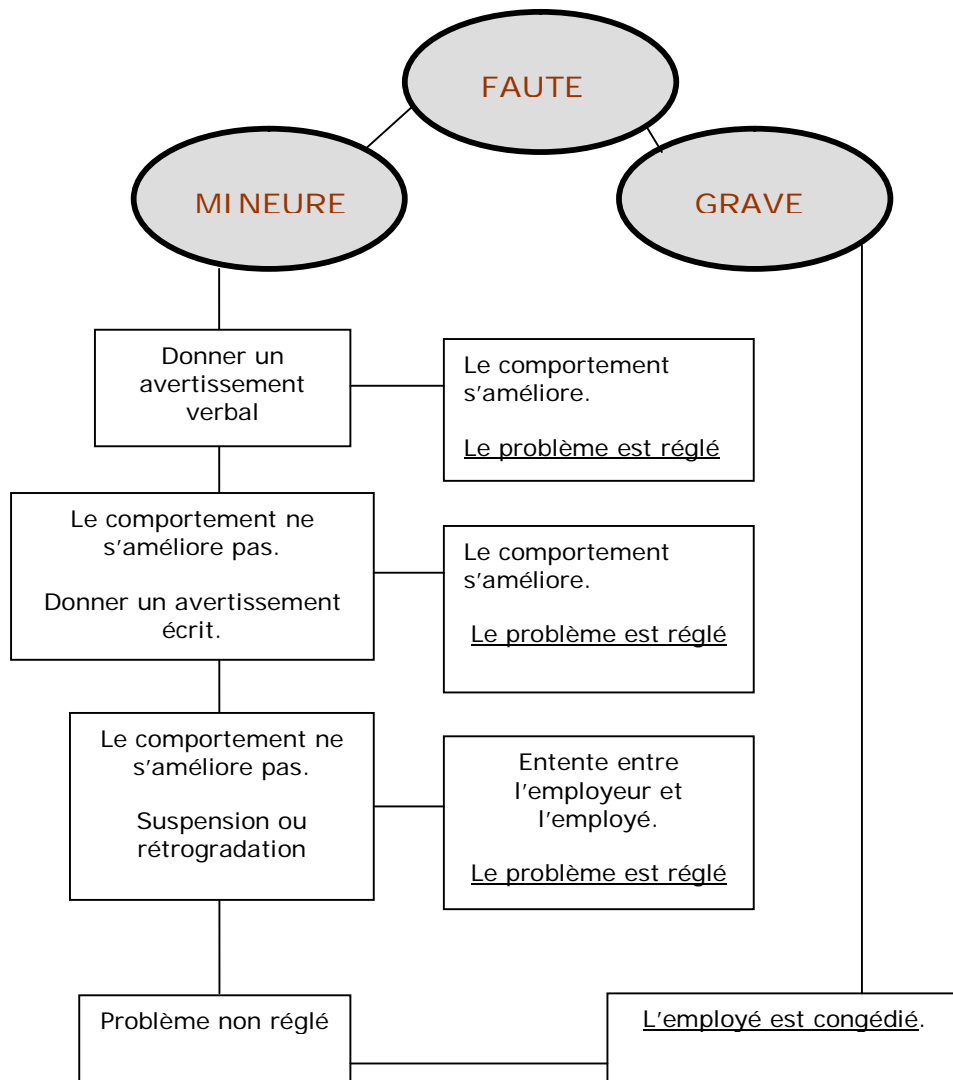 FAUTE
MINEURE
GRAVE
Donner un
avertissement
verbal
Le comportement
s'améliore.
Le problème est réglé
Le comportement ne
s'améliore pas.
Donner un avertissement
écrit.
Le comportement
s'améliore.
Le problème est réglé
Le comportement ne
s'améliore pas.
Suspension ou
rétrogradation
Entente entre
l'employeur et
l'employé.
Le problème est réglé
Problème non réglé
L'employé est congédié.